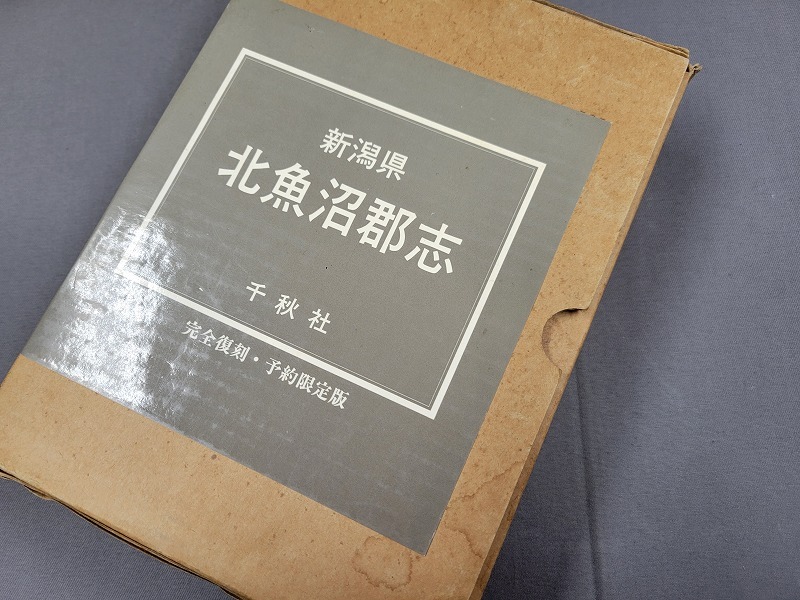 新潟県
北魚沼郡志
千秋社
完全復刻・予約限定版